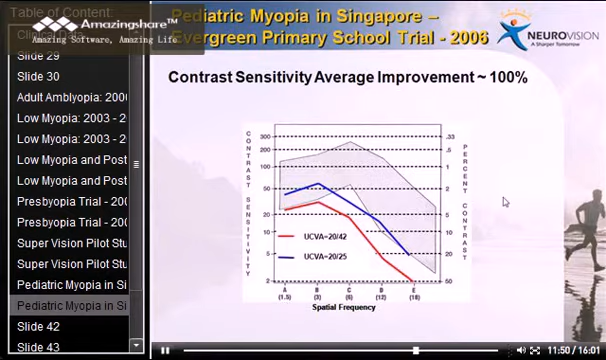 Table of Content:
Amazingshare™
Amazing Software, Amazing Life.
Clinical Data
Slide 29
Slide 30
Adult Amblyopia: 200
Low Myopia: 2003 - 2
Low Myopia: 2003 - 2
Low Myopia and Post
Low Myopia and Post
Presbyopia Trial - 200
Presbyopia Trial - 200
Super Vision Pilot Stu
Super Vision Pilot Stu
Pediatric Myopia in Si
Pediatric Myopia in Si
Slide 42
Slide 43
Pediatric Myopia in Singapore –
Evergreen Primary School Trial - 2006
NEUROVISION
A Sharper Tomorrow
Contrast Sensitivity Average Improvement ~ 100%
CONTRAST SENSITIVITY
300
200
100
50
20
10
5
2
UCVA=20/42
UCVA=20/25
.33
.5
1
2
5
10
20
50
PERCENT CONTRAST
A B C D E
(1.5) (3) (6) (12) (18)
Spatial Frequency
11:50 / 16:01